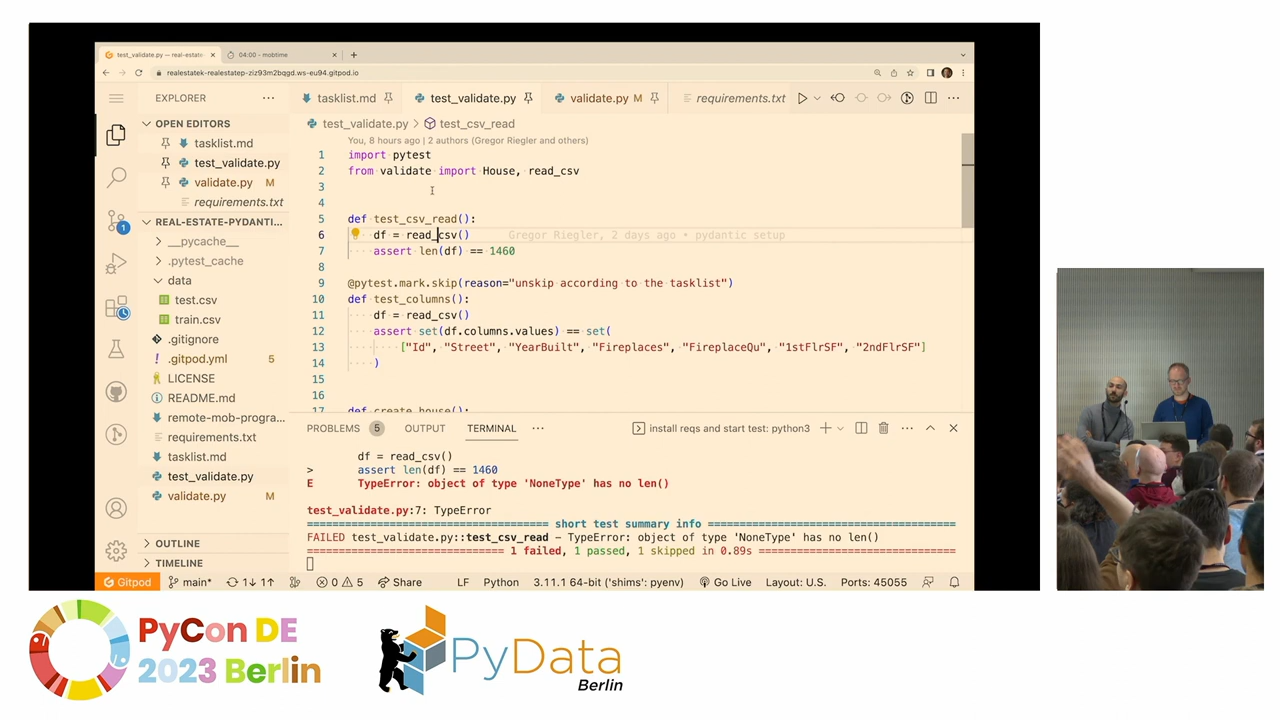 test_validate.py — real-estate-
04:00 - mobtime
realestatek-realestatep-ziz93m2bqgd.ws-eu94.gitpod.io
EXPLORER
OPEN EDITORS
tasklist.md
test_validate.py
validate.py M
requirements.txt
REAL-ESTATE-PYDANTI...
__pycache__
.pytest_cache
data
test.csv
train.csv
.gitignore
.gitpod.yml 5
LICENSE
README.md
remote-mob-progra...
requirements.txt
tasklist.md
test_validate.py
validate.py M
OUTLINE
TIMELINE
1
tasklist.md
test_validate.py
validate.py M
requirements.txt
test_validate.py > test_csv_read
You, 8 hours ago | 2 authors (Gregor Riegler and others)
1 import pytest
2 from validate import House, read_csv
3
4
5 def test_csv_read():
6 df = read_csv() Gregor Riegler, 2 days ago • pydantic setup
7 assert len(df) == 1460
8
9 @pytest.mark.skip(reason="unskip according to the tasklist")
10 def test_columns():
11 df = read_csv()
12 assert set(df.columns.values) == set(
13 ["Id", "Street", "YearBuilt", "Fireplaces", "FireplaceQu", "1stFlrSF", "2ndFlrSF"]
14 )
15
16
17 def create_house():
PROBLEMS 5 OUTPUT TERMINAL
install reqs and start test: python3
df = read_csv()
> assert len(df) == 1460
E TypeError: object of type 'NoneType' has no len()
test_validate.py:7: TypeError
=================================== short test summary info ====================================
FAILED test_validate.py::test_csv_read - TypeError: object of type 'NoneType' has no len()
============================= 1 failed, 1 passed, 1 skipped in 0.89s =============================
Gitpod main* 1↓ 1↑ 0 5 Share LF Python 3.11.1 64-bit ('shims': pyenv) Go Live Layout: U.S. Ports: 45055
PyCon DE
2023 Berlin
PyData
Berlin